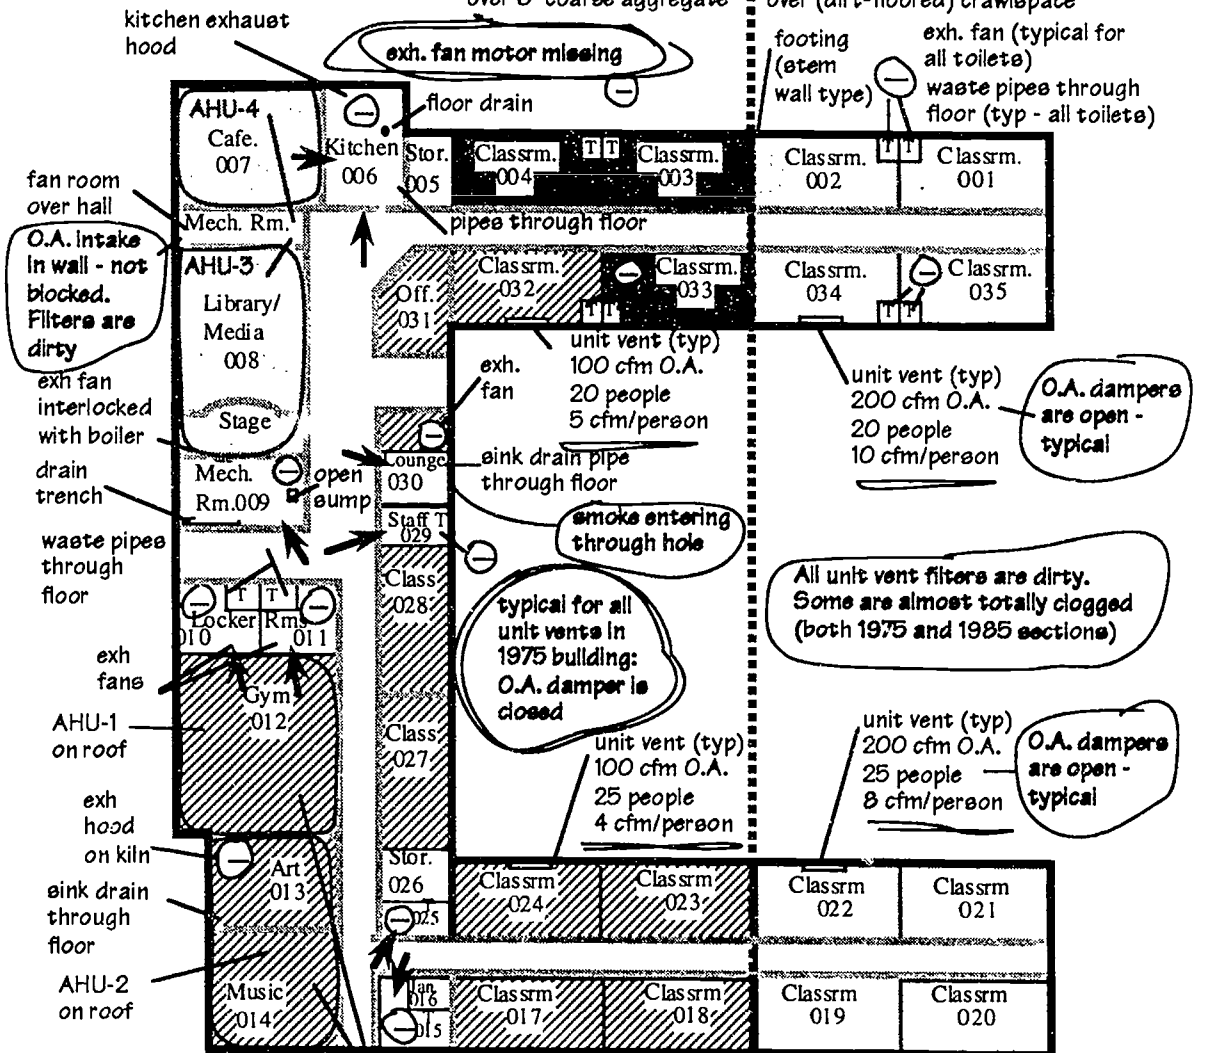 over 8" coarse aggregate
over (dirt-floored) crawlspace
kitchen exhaust
hood
exh. fan motor missing
footing
(stem
wall type)
exh. fan (typical for
all toilets)
waste pipes through
floor (typ - all toilets)
floor drain
AHU-4
Cafe.
007
Kitchen
006
Stor.
005
Classrm.
004
T T
Classrm.
003
Classrm.
002
T T
Classrm.
001
fan room
over hall
Mech. Rm.
pipes through floor
O.A. intake
in wall - not
blocked.
Filters are
dirty
AHU-3
Library/
Media
008
Stage
Off.
031
Classrm.
032
T T
Classrm.
033
Classrm.
034
T T
Classrm.
035
unit vent (typ)
100 cfm O.A.
20 people
5 cfm/person
unit vent (typ)
200 cfm O.A.
20 people
10 cfm/person
O.A. dampers
are open -
typical
exh.
fan
exh fan
interlocked
with boiler
drain
trench
Mech.
Rm.009
open
sump
Lounge
030
sink drain pipe
through floor
Staff T
029
smoke entering
through hole
waste pipes
through
floor
T T
Locker Rms
010
011
Class
028
typical for all
unit vents in
1975 building:
O.A. damper is
closed
All unit vent filters are dirty.
Some are almost totally clogged
(both 1975 and 1985 sections)
exh
fans
Gym
012
AHU-1
on roof
Class
027
unit vent (typ)
100 cfm O.A.
25 people
4 cfm/person
unit vent (typ)
200 cfm O.A.
25 people
8 cfm/person
O.A. dampers
are open -
typical
exh
hood
on kiln
Art
013
Stor.
026
T
025
Classrm
024
Classrm
023
Classrm
022
Classrm
021
sink drain
through
floor
AHU-2
on roof
Music
014
Jan.
016
T
015
Classrm
017
Classrm
018
Classrm
019
Classrm
020